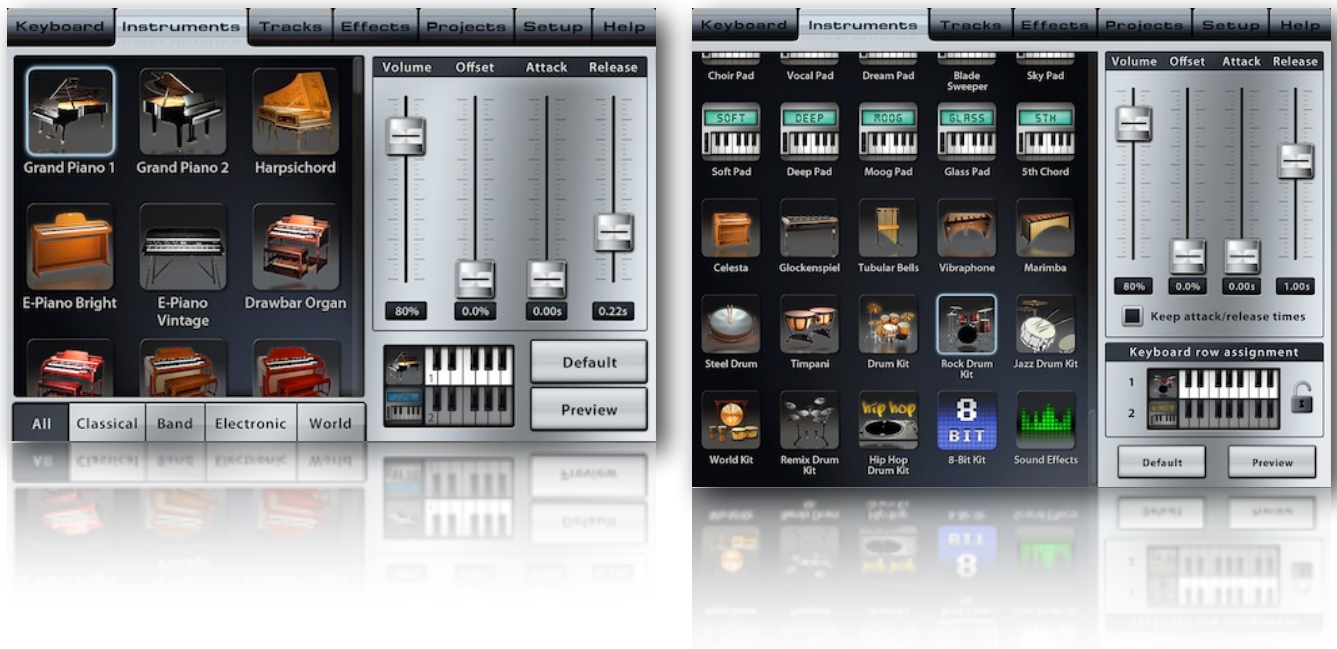 Keyboard Instruments Tracks Effects Projects Setup Help
Grand Piano 1 Grand Piano 2 Harpsichord
E-Piano Bright E-Piano Vintage Drawbar Organ
All Classical Band Electronic World
Volume Offset Attack Release
80% 0.0% 0.00s 0.22s
1
2
Default
Preview
Keyboard Instruments Tracks Effects Projects Setup Help
Choir Pad Vocal Pad Dream Pad Blade Sweeper Sky Pad
SOFT DEEP MOOG GLASS 5TH
Soft Pad Deep Pad Moog Pad Glass Pad 5th Chord
Celesta Glockenspiel Tubular Bells Vibraphone Marimba
Steel Drum Timpani Drum Kit Rock Drum Kit Jazz Drum Kit
hip hop 8 BIT
World Kit Remix Drum Kit Hip Hop Drum Kit 8-Bit Kit Sound Effects
Volume Offset Attack Release
80% 0.0% 0.00s 1.00s
Keep attack/release times
Keyboard row assignment
1
2
1
Default Preview